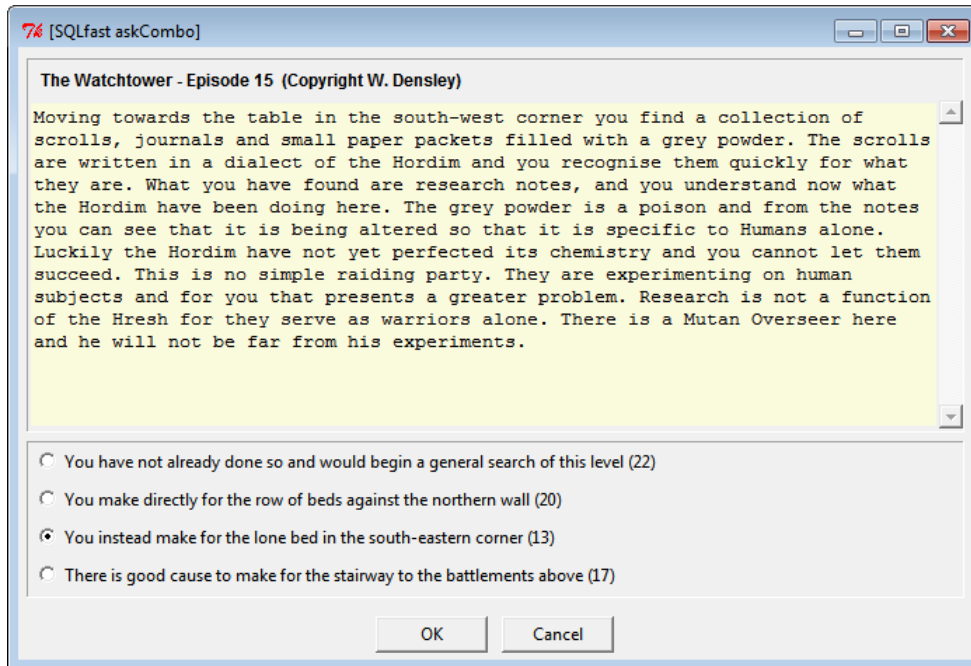 [SQLfast askCombo]
The Watchtower - Episode 15 (Copyright W. Densley)
Moving towards the table in the south-west corner you find a collection of
scrolls, journals and small paper packets filled with a grey powder. The scrolls
are written in a dialect of the Hordim and you recognise them quickly for what
they are. What you have found are research notes, and you understand now what
the Hordim have been doing here. The grey powder is a poison and from the notes
you can see that it is being altered so that it is specific to Humans alone.
Luckily the Hordim have not yet perfected its chemistry and you cannot let them
succeed. This is no simple raiding party. They are experimenting on human
subjects and for you that presents a greater problem. Research is not a function
of the Hresh for they serve as warriors alone. There is a Mutan Overseer here
and he will not be far from his experiments.
You have not already done so and would begin a general search of this level (22)
You make directly for the row of beds against the northern wall (20)
You instead make for the lone bed in the south-eastern corner (13)
There is good cause to make for the stairway to the battlements above (17)
OK Cancel